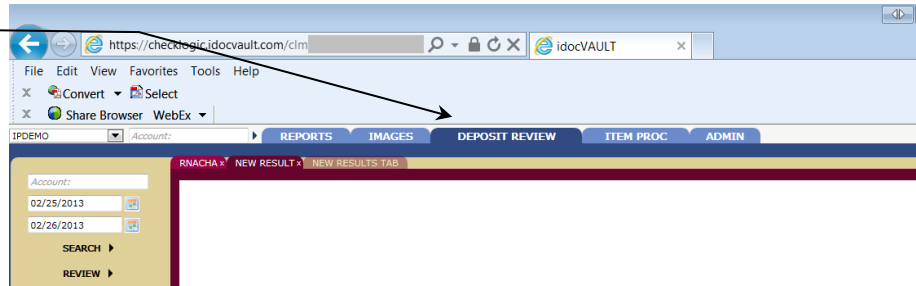 https://checklogic.idocvault.com/clm
idocVAULT
File Edit View Favorites Tools Help
x Convert Select
x Share Browser WebEx
IPDEMO Account: REPORTS IMAGES DEPOSIT REVIEW ITEM PROC ADMIN
RNACHA x NEW RESULT x NEW RESULTS TAB
Account:
02/25/2013
02/26/2013
SEARCH
REVIEW